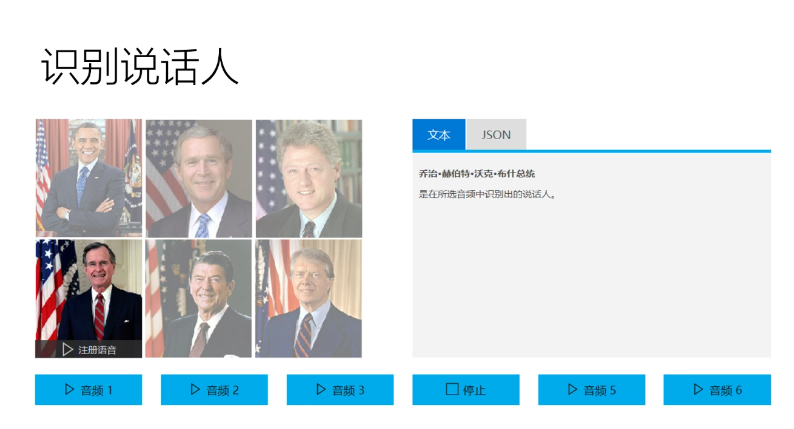 识别说话人
文本
JSON
乔治•赫伯特•沃克•布什总统
是在所选音频中识别出的说话人。
注册语音
音频 1
音频 2
音频 3
停止
音频 5
音频 6